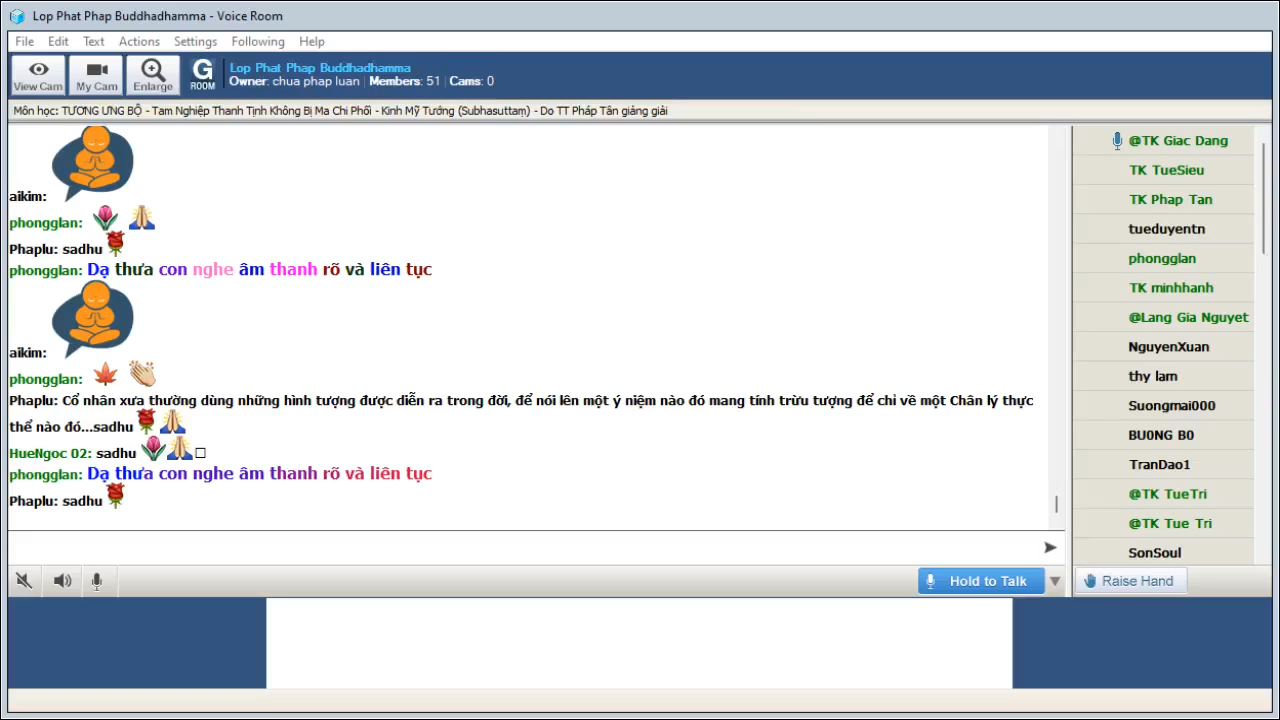 Lop Phat Phap Buddhadhamma - Voice Room
File Edit Text Actions Settings Following Help
View Cam My Cam Enlarge G ROOM
Lop Phat Phap Buddhadhamma
Owner: chua phap luan | Members: 51 | Cams: 0
Môn học: TƯƠNG ƯNG BỘ - Tam Nghiệp Thanh Tịnh Không Bị Ma Chi Phối - Kinh Mỹ Tướng (Subhasuttaṃ) - Do TT Pháp Tân giảng giải
aikim:
phongglan:
Phaplu: sadhu
phongglan: Dạ thưa con nghe âm thanh rõ và liên tục
aikim:
phongglan:
Phaplu: Cổ nhân xưa thường dùng những hình tượng được diễn ra trong đời, để nói lên một ý niệm nào đó mang tính trừu tượng để chỉ về một Chân lý thực
thể nào đó...sadhu
HueNgoc 02: sadhu
phongglan: Dạ thưa con nghe âm thanh rõ và liên tục
Phaplu: sadhu
@TK Giac Dang
TK TueSieu
TK Phap Tan
tueduyentn
phongglan
TK minhhanh
@Lang Gia Nguyet
NguyenXuan
thy lam
Suongmai000
BU0NG B0
TranDao1
@TK TueTri
@TK Tue Tri
SonSoul
Hold to Talk
Raise Hand